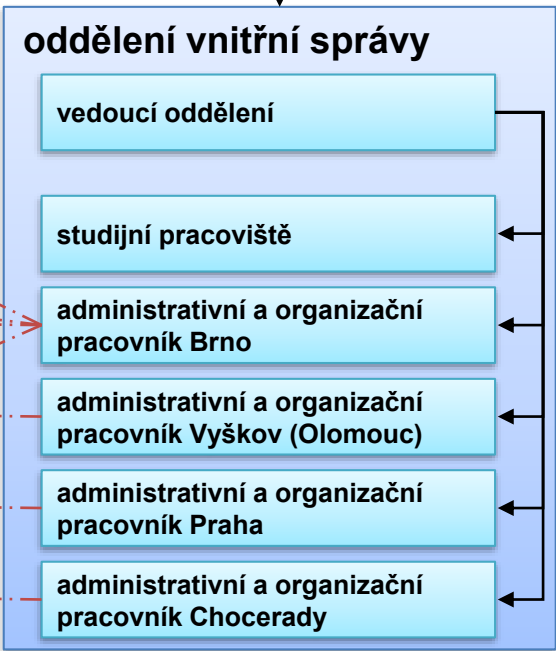 oddělení vnitřní správy
vedoucí oddělení
studijní pracoviště
administrativní a organizační
pracovník Brno
administrativní a organizační
pracovník Vyškov (Olomouc)
administrativní a organizační
pracovník Praha
administrativní a organizační
pracovník Chocerady